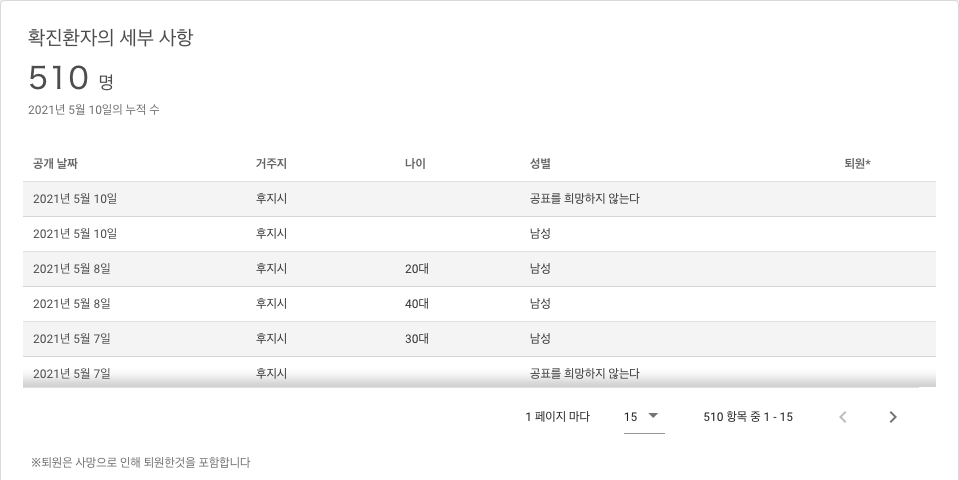 확진환자의 세부 사항
510 명
2021년 5월 10일의 누적 수
공개 날짜 거주지 나이 성별 퇴원*
2021년 5월 10일 후지시 공표를 희망하지 않는다
2021년 5월 10일 후지시 남성
2021년 5월 8일 후지시 20대 남성
2021년 5월 8일 후지시 40대 남성
2021년 5월 7일 후지시 30대 남성
2021년 5월 7일 후지시 공표를 희망하지 않는다
1 페이지 마다 15 510 항목 중 1 - 15
※퇴원은 사망으로 인해 퇴원한것을 포함합니다